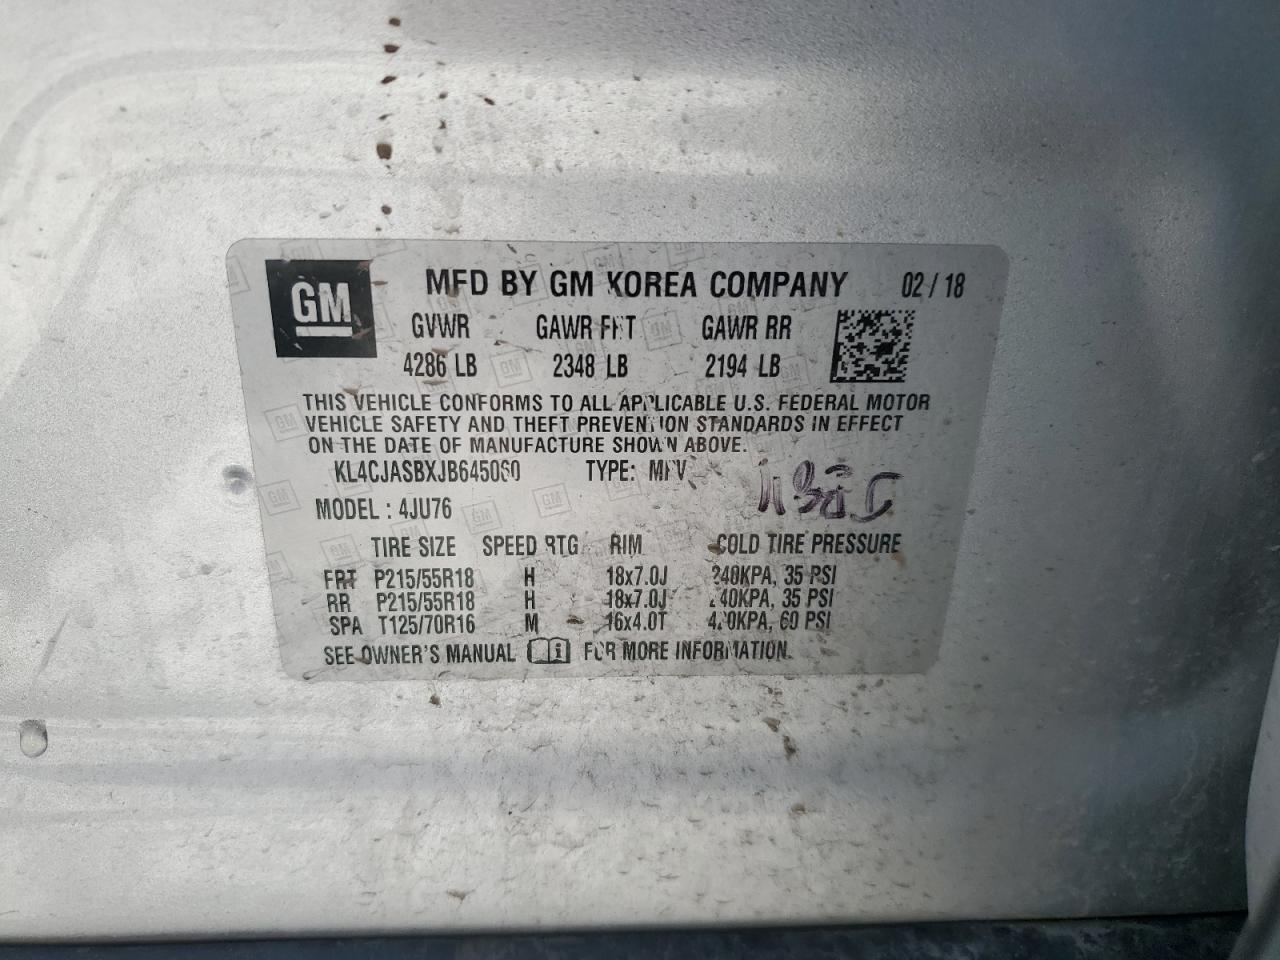 GM MFD BY GM KOREA COMPANY 02 / 18
GVWR GAWR FRT GAWR RR
4286 LB 2348 LB 2194 LB
THIS VEHICLE CONFORMS TO ALL APPLICABLE U.S. FEDERAL MOTOR
VEHICLE SAFETY AND THEFT PREVENTION STANDARDS IN EFFECT
ON THE DATE OF MANUFACTURE SHOWN ABOVE.
KL4CJASBXJB645060 TYPE: MPV
MODEL : 4JU76
TIRE SIZE SPEED RTG RIM COLD TIRE PRESSURE
FRT P215/55R18 H 18x7.0J 240KPA, 35 PSI
RR P215/55R18 H 18x7.0J 240KPA, 35 PSI
SPA T125/70R16 M 16x4.0T 420KPA, 60 PSI
SEE OWNER'S MANUAL FOR MORE INFORMATION.